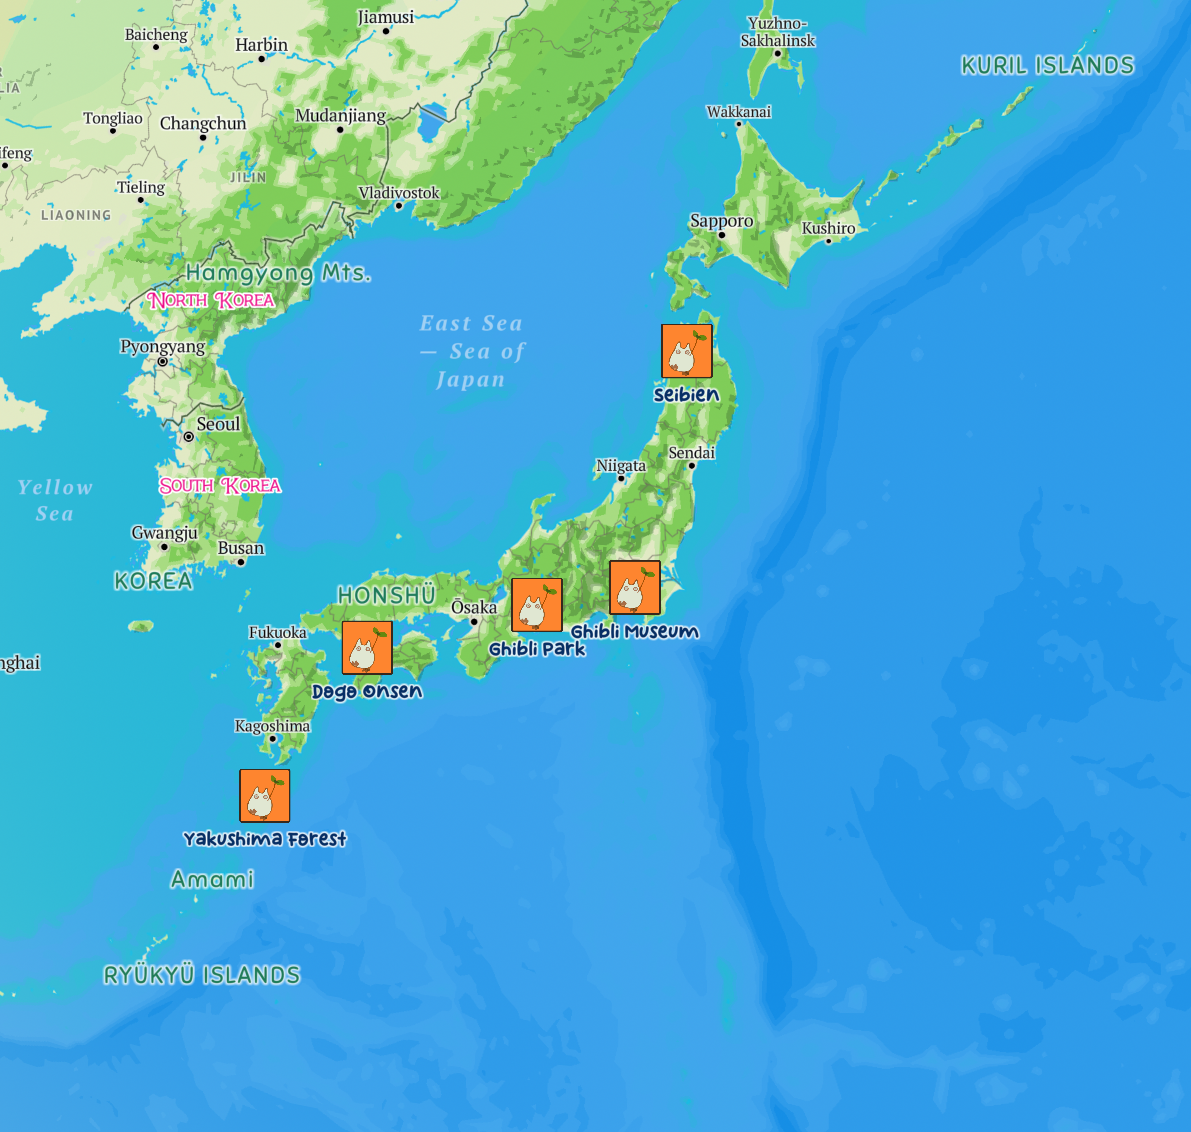 Jiamusi
Yuzhno-
Sakhalinsk
Baicheng
Harbin
KURIL ISLANDS
LIA
Wakkanai
Tongliao
Changchun
Mudanjiang
ifeng
JILIN
Tieling
Vladivostok
LIAONING
Sapporo
Kushiro
Hamgyong Mts.
NORTH KOREA
East Sea
— Sea of
Japan
Pyongyang
Seibien
Seoul
Sendai
Niigata
Yellow
Sea
SOUTH KOREA
Gwangju
Busan
KOREA
HONSHŪ
Ōsaka
Fukuoka
Ghibli Museum
Ghibli Park
nghai
Dogo Onsen
Kagoshima
Yakushima Forest
Amami
RYŪKYŪ ISLANDS